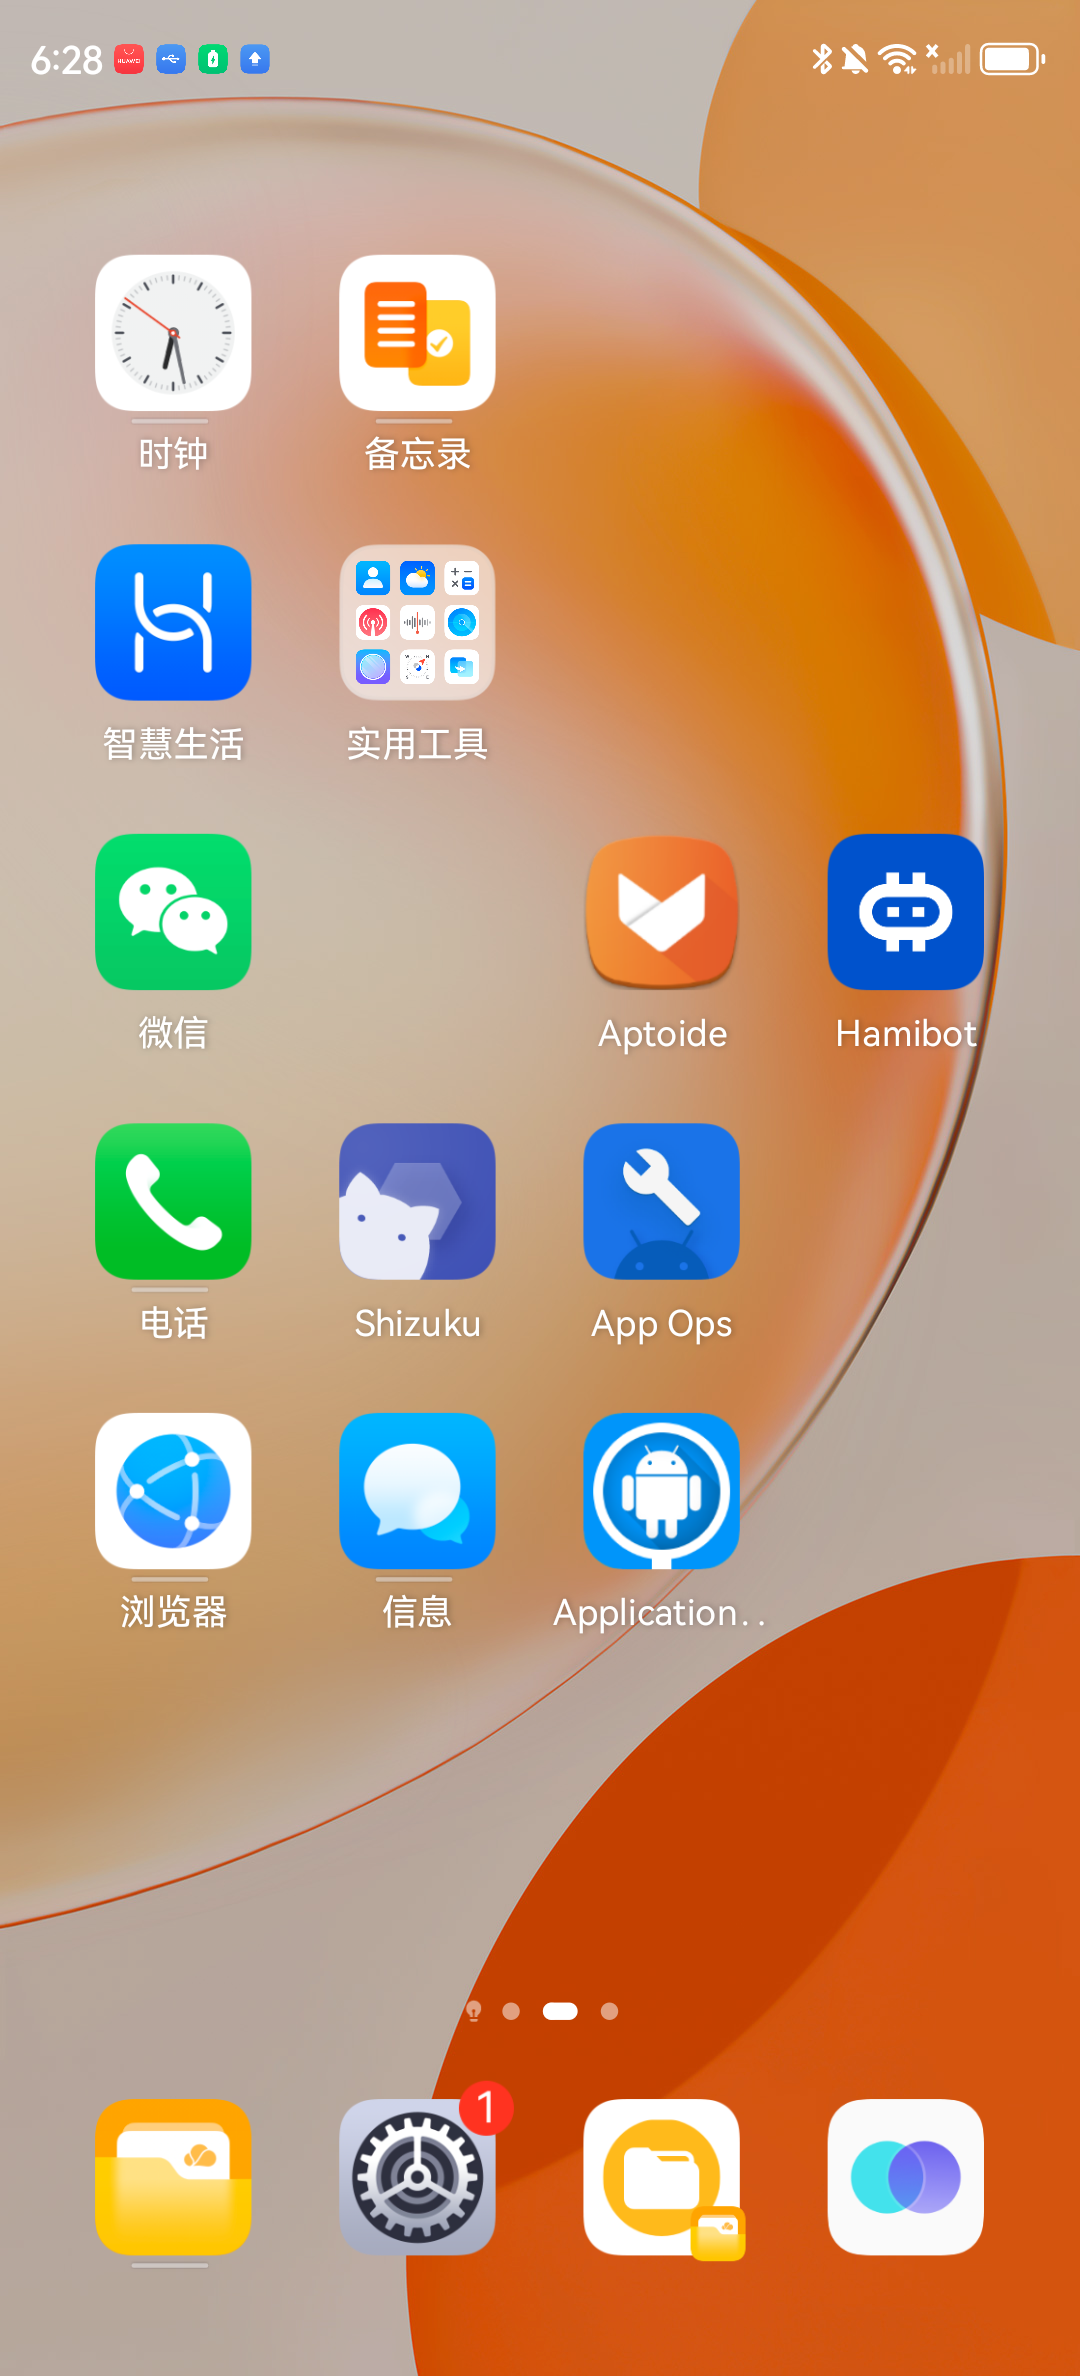 6:28
HUAWEI
时钟
备忘录
智慧生活
实用工具
微信
Aptoide
Hamibot
电话
Shizuku
App Ops
浏览器
信息
Application..
1